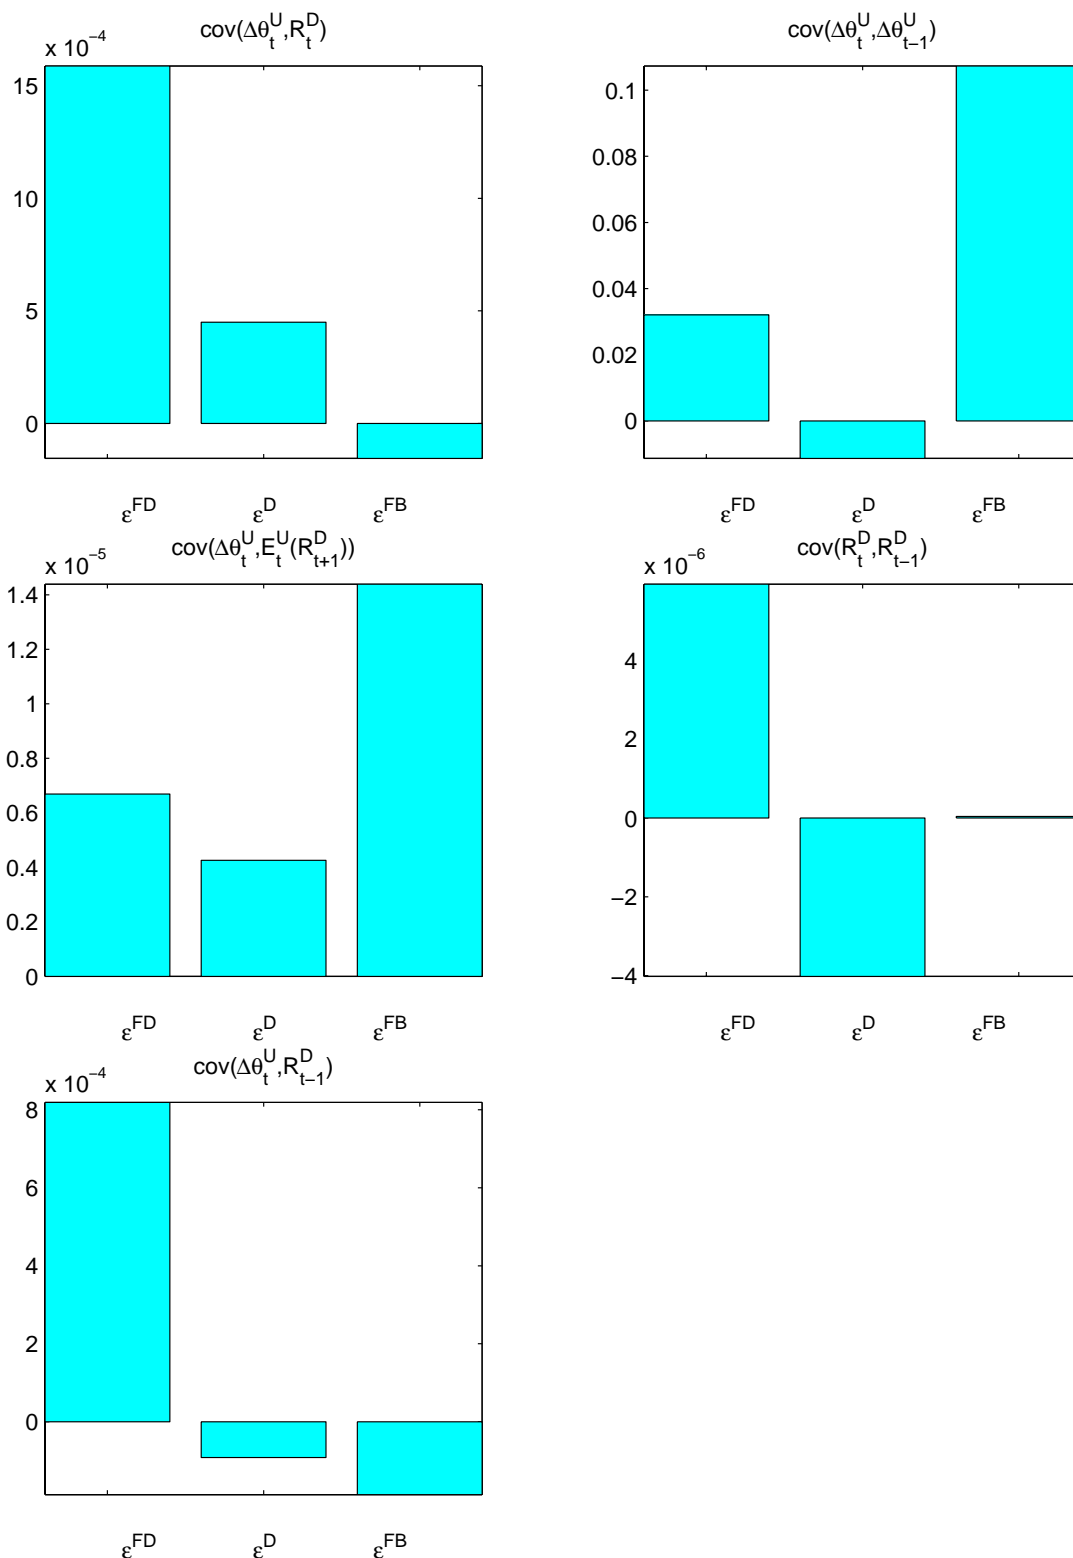 cov(Δθ_t^U,R_t^D)
x 10^−4
15
10
5
0
ε^FD ε^D ε^FB
cov(Δθ_t^U,Δθ_{t−1}^U)
0.1
0.08
0.06
0.04
0.02
0
ε^FD ε^D ε^FB
cov(Δθ_t^U,E_t^U(R_{t+1}^D))
x 10^−5
1.4
1.2
1
0.8
0.6
0.4
0.2
0
ε^FD ε^D ε^FB
cov(R_t^D,R_{t−1}^D)
x 10^−6
4
2
0
−2
−4
ε^FD ε^D ε^FB
cov(Δθ_t^U,R_{t−1}^D)
x 10^−4
8
6
4
2
0
ε^FD ε^D ε^FB